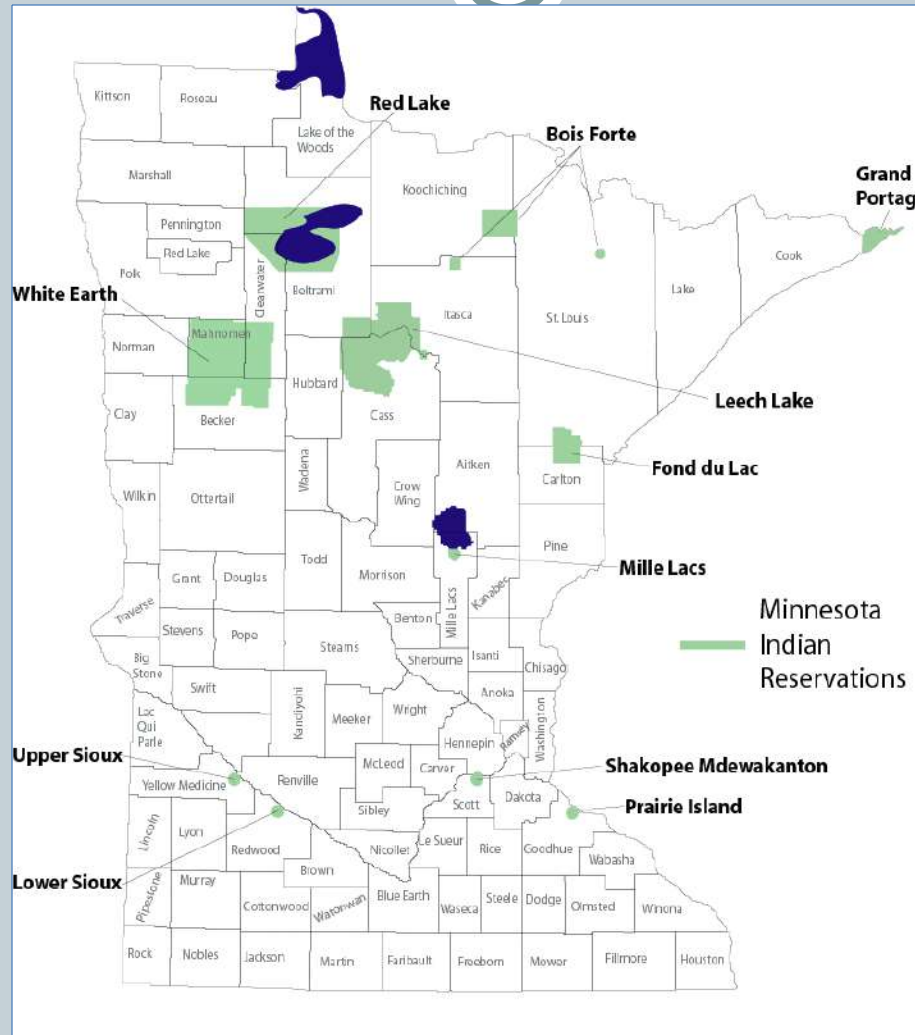 Kittson
Roseau
Red Lake
Lake of the
Woods
Bois Forte
Marshall
Koochiching
Grand
Portag
Pennington
Red Lake
Polk
Clearwater
Beltrami
Cook
Lake
White Earth
Itasca
St. Louis
Norman
Mahnomen
Hubbard
Leech Lake
Clay
Becker
Cass
Aitken
Fond du Lac
Carlton
Wadena
Crow
Wing
Wilkin
Ottertail
Pine
Todd
Mille Lacs
Grant
Douglas
Morrison
Kanabec
Traverse
Mille Lacs
Benton
Minnesota
Indian
Reservations
Stevens
Pope
Stearns
Sherburne
Isanti
Chisago
Big
Stone
Swift
Anoka
Kandiyohi
Meeker
Wright
Washington
Lac
Qui
Parle
Hennepin
Ramsey
Upper Sioux
McLeod
Carver
Shakopee Mdewakanton
Yellow Medicine
Renville
Scott
Dakota
Prairie Island
Sibley
Lincoln
Lyon
Redwood
Nicollet
Le Sueur
Rice
Goodhue
Wabasha
Lower Sioux
Brown
Pipestone
Murray
Cottonwood
Watonwan
Blue Earth
Waseca
Steele
Dodge
Olmsted
Winona
Rock
Nobles
Jackson
Martin
Faribault
Freeborn
Mower
Fillmore
Houston